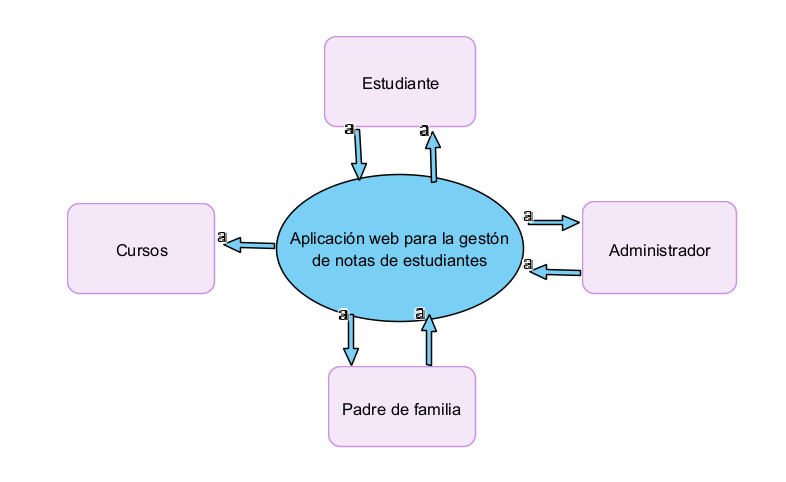 Estudiante
a
a
Aplicación web para la gestón
de notas de estudiantes
a
Administrador
a
a
Cursos
a
a
Padre de familia